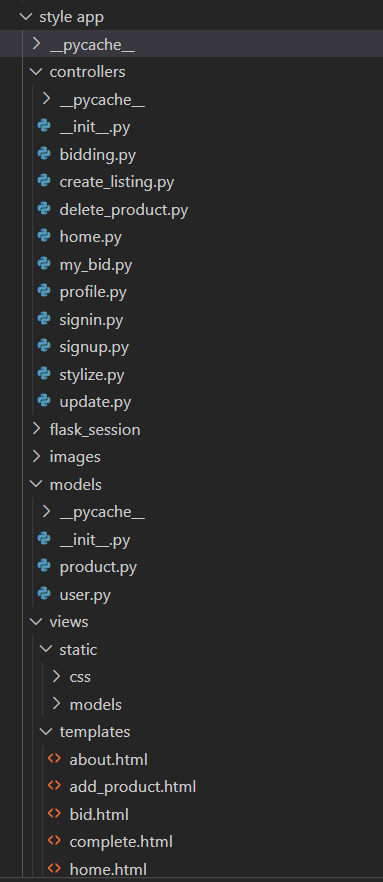 style app
__pycache__
controllers
__pycache__
__init__.py
bidding.py
create_listing.py
delete_product.py
home.py
my_bid.py
profile.py
signin.py
signup.py
stylize.py
update.py
flask_session
images
models
__pycache__
__init__.py
product.py
user.py
views
static
css
models
templates
about.html
add_product.html
bid.html
complete.html
home.html